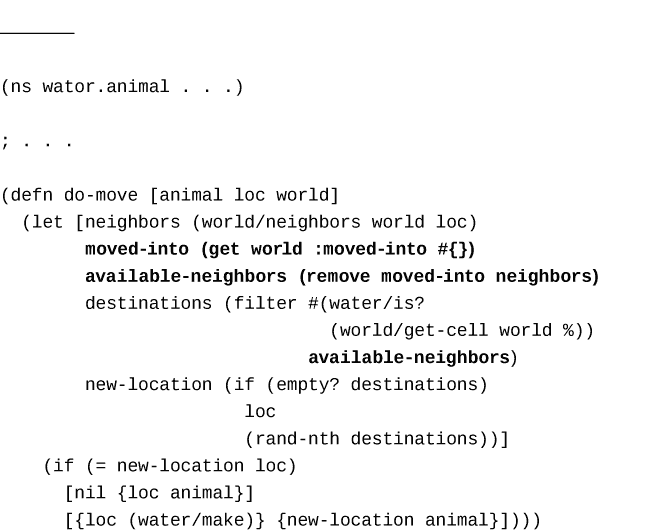 (ns wator.animal . . .)
; . . .
(defn do-move [animal loc world]
  (let [neighbors (world/neighbors world loc)
        moved-into (get world :moved-into #{})
        available-neighbors (remove moved-into neighbors)
        destinations (filter #(water/is?
                               (world/get-cell world %))
                             available-neighbors)
        new-location (if (empty? destinations)
                       loc
                       (rand-nth destinations))]
    (if (= new-location loc)
      [nil {loc animal}]
      [{loc (water/make)} {new-location animal}])))